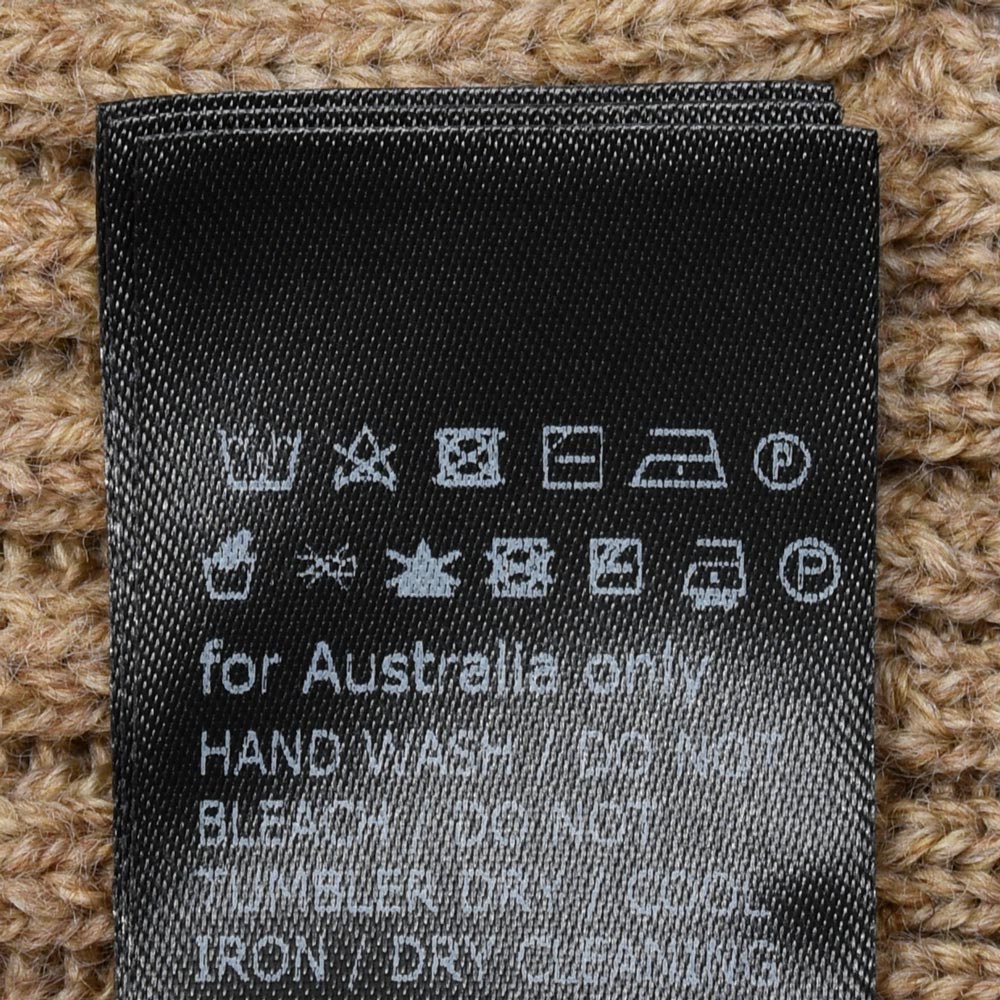 P
P
for Australia only
HAND WASH / DO NOT
BLEACH / DO NOT
TUMBLER DRY / COOL
IRON / DRY CLEANING